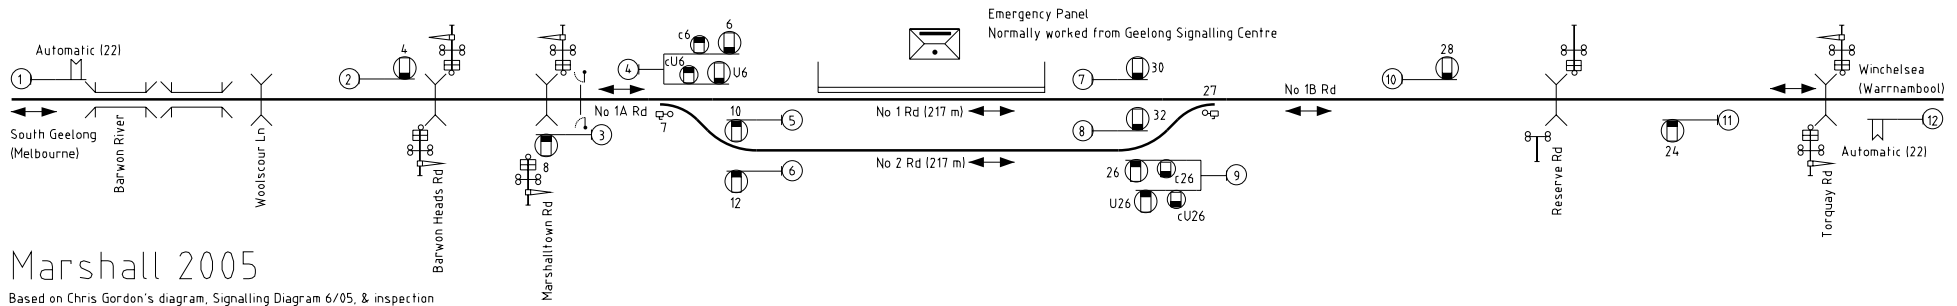 Emergency Panel
Normally worked from Geelong Signalling Centre
Automatic (22)
1
2
4
4
c6
6
cU6
U6
7
30
10
28
Winchelsea
(Warrnambool)
South Geelong
(Melbourne)
Barwon River
Woolscour Ln
Barwon Heads Rd
Marshalltown Rd
3
8
No 1A Rd
7
10
5
No 1 Rd (217 m)
27
No 1B Rd
8
32
12
6
No 2 Rd (217 m)
26
c26
9
U26
cU26
Reserve Rd
11
24
Torquay Rd
12
Automatic (22)
Marshall 2005
Based on Chris Gordon's diagram, Signalling Diagram 6/05, & inspection